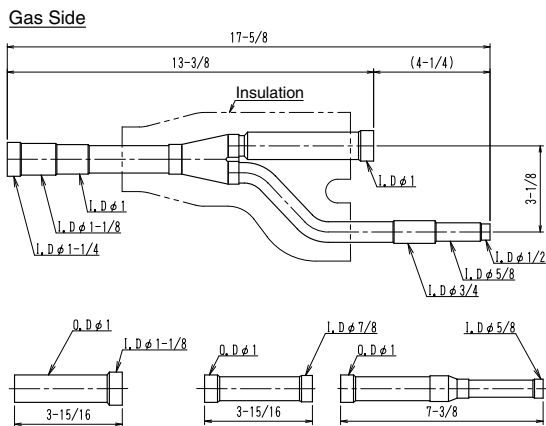 Gas Side
17-5/8
13-3/8
(4-1/4)
Insulation
I.Dφ1
3-1/8
I.Dφ1
I.Dφ1-1/8
I.Dφ1-1/4
I.Dφ1/2
I.Dφ5/8
I.Dφ3/4
O.Dφ1
I.Dφ1-1/8
3-15/16
O.Dφ1
I.Dφ7/8
3-15/16
O.Dφ1
I.Dφ5/8
7-3/8